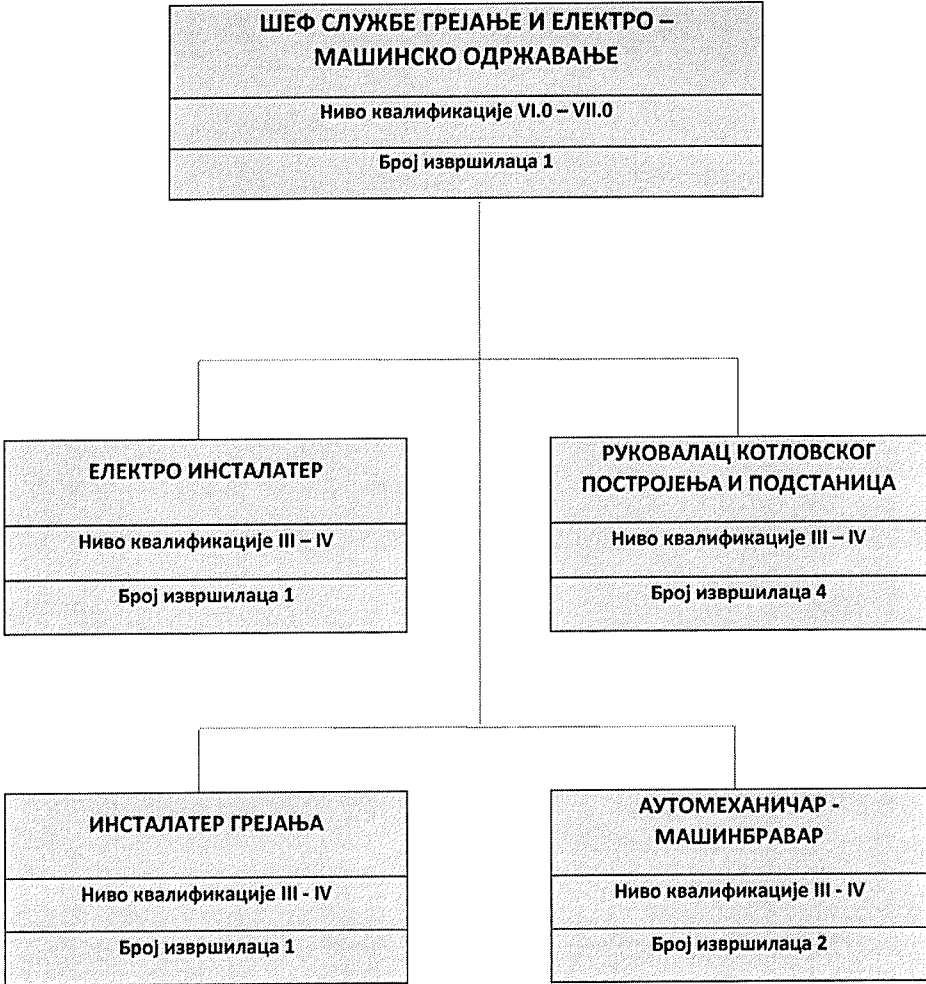 ШЕФ СЛУЖБЕ ГРЕЈАЊЕ И ЕЛЕКТРО –
МАШИНСКО ОДРЖАВАЊЕ
Ниво квалификације VI.0 – VII.0
Број извршилаца 1
ЕЛЕКТРО ИНСТАЛАТЕР
Ниво квалификације III – IV
Број извршилаца 1
РУКОВАЛАЦ КОТЛОВСКОГ
ПОСТРОЈЕЊА И ПОДСТАНИЦА
Ниво квалификације III – IV
Број извршилаца 4
ИНСТАЛАТЕР ГРЕЈАЊА
Ниво квалификације III - IV
Број извршилаца 1
АУТОМЕХАНИЧАР -
МАШИНБРАВАР
Ниво квалификације III - IV
Број извршилаца 2